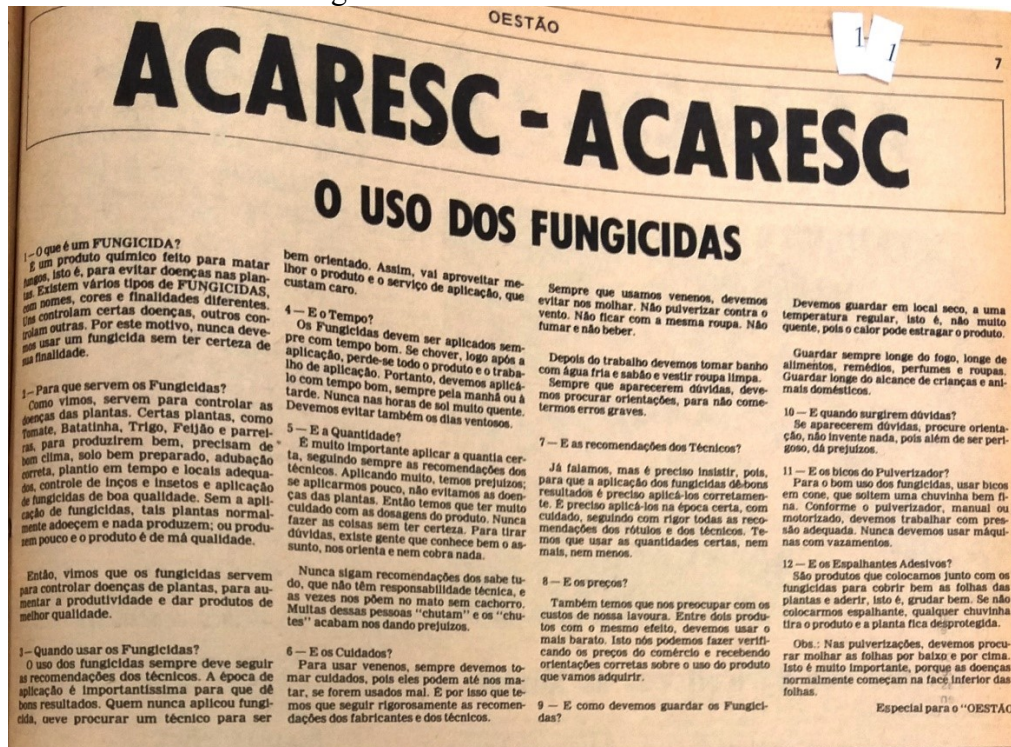 OESTÃO
1-1
7
ACARESC - ACARESC
O USO DOS FUNGICIDAS
1 — O que é um FUNGICIDA?
É um produto químico feito para matar
fungos, isto é, para evitar doenças nas plan-
tas. Existem vários tipos de FUNGICIDAS,
com nomes, cores e finalidades diferentes.
Uns controlam certas doenças, outros con-
trolam outras. Por este motivo, nunca deve-
mos usar um fungicida sem ter certeza de
sua finalidade.
2 — Para que servem os Fungicidas?
Como vimos, servem para controlar as
doenças das plantas. Certas plantas, como
Tomate, Batatinha, Trigo, Feijão e parrei-
ras, para produzirem bem, precisam de
bom clima, solo bem preparado, adubação
correta, plantio em tempo e locais adequa-
dos, controle de inços e insetos e aplicação
de fungicidas de boa qualidade. Sem a apli-
cação de fungicidas, tais plantas normal-
mente adoecem e nada produzem; ou produ-
zem pouco e o produto é de má qualidade.
Então, vimos que os fungicidas servem
para controlar doenças de plantas, para au-
mentar a produtividade e dar produtos de
melhor qualidade.
3 — Quando usar os Fungicidas?
O uso dos fungicidas sempre deve seguir
as recomendações dos técnicos. A época de
aplicação é importantíssima para que dê
bons resultados. Quem nunca aplicou fungi-
cida, deve procurar um técnico para ser
bem orientado. Assim, vai aproveitar me-
lhor o produto e o serviço de aplicação, que
custam caro.
4 — E o Tempo?
Os Fungicidas devem ser aplicados sem-
pre com tempo bom. Se chover, logo após a
aplicação, perde-se todo o produto e o traba-
lho de aplicação. Portanto, devemos aplicá-
lo com tempo bom, sempre pela manhã ou à
tarde. Nunca nas horas de sol muito quente.
Devemos evitar também os dias ventosos.
5 — E a Quantidade?
É muito importante aplicar a quantia cer-
ta, seguindo sempre as recomendações dos
técnicos. Aplicando muito, temos prejuizos;
se aplicarmos pouco, não evitamos as doen-
ças das plantas. Então temos que ter muito
cuidado com as dosagens do produto. Nunca
fazer as coisas sem ter certeza. Para tirar
dúvidas, existe gente que conhece bem o as-
sunto, nos orienta e nem cobra nada.
Nunca sigam recomendações dos sabe tu-
do, que não têm responsabilidade técnica, e
as vezes nos põem no mato sem cachorro.
Muitas dessas pessoas "chutam" e os "chu-
tes" acabam nos dando prejuizos.
6 — E os Cuidados?
Para usar venenos, sempre devemos to-
mar cuidados, pois eles podem até nos ma-
tar, se forem usados mal. E por isso que te-
mos que seguir rigorosamente as recomen-
dações dos fabricantes e dos técnicos.
Sempre que usamos venenos, devemos
evitar nos molhar. Não pulverizar contra o
vento. Não ficar com a mesma roupa. Não
fumar e não beber.
Depois do trabalho devemos tomar banho
com água fria e sabão e vestir roupa limpa.
Sempre que aparecerem dúvidas, deve-
mos procurar orientações, para não come-
termos erros graves.
7 — E as recomendações dos Técnicos?
Já falamos, mas é preciso insistir, pois,
para que a aplicação dos fungicidas dê bons
resultados é preciso aplicá-los corretamen-
te. E preciso aplicá-los na época certa, com
cuidado, seguindo com rigor todas as reco-
mendações dos rótulos e dos técnicos. Te-
mos que usar as quantidades certas, nem
mais, nem menos.
8 — E os preços?
Também temos que nos preocupar com os
custos de nossa lavoura. Entre dois produ-
tos com o mesmo efeito, devemos usar o
mais barato. Isto nós podemos fazer verifi-
cando os preços do comércio e recebendo
orientações corretas sobre o uso do produto
que vamos adquirir.
9 — E como devemos guardar os Fungici-
das?
Devemos guardar em local seco, a uma
temperatura regular, isto é, não muito
quente, pois o calor pode estragar o produto.
Guardar sempre longe do fogo, longe de
alimentos, remédios, perfumes e roupas.
Guardar longe do alcance de crianças e ani-
mais domésticos.
10 — E quando surgirem dúvidas?
Se aparecerem dúvidas, procure orienta-
ção, não invente nada, pois além de ser peri-
goso, dá prejuizos.
11 — E os bicos do Pulverizador?
Para o bom uso dos fungicidas, usar bicos
em cone, que soltem uma chuvinha bem fi-
na. Conforme o pulverizador, manual ou
motorizado, devemos trabalhar com pres-
são adequada. Nunca devemos usar máqui-
nas com vazamentos.
12 — E os Espalhantes Adesivos?
São produtos que colocamos junto com os
fungicidas para cobrir bem as folhas das
plantas e aderir, isto é, grudar bem. Se não
colocarmos espalhante, qualquer chuvinha
tira o produto e a planta fica desprotegida.
Obs.: Nas pulverizações, devemos procu-
rar molhar as folhas por baixo e por cima.
Isto é muito importante, porque as doenças
normalmente começam na face inferior das
folhas.
Especial para o "OESTÃO